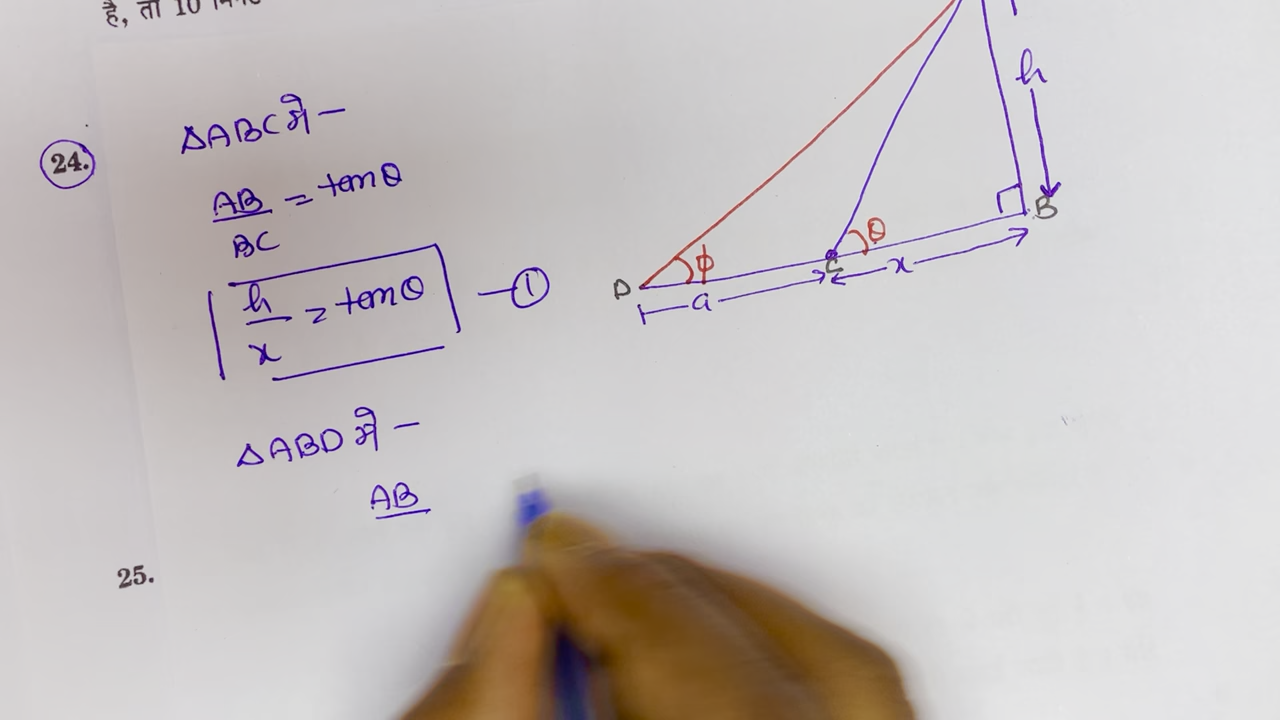 है, तो 10
24.
ΔABC में –
AB/BC = tanθ
h/x = tanθ — ①
ΔABD में –
AB
25.
h
B
θ
C
x
ϕ
D
a